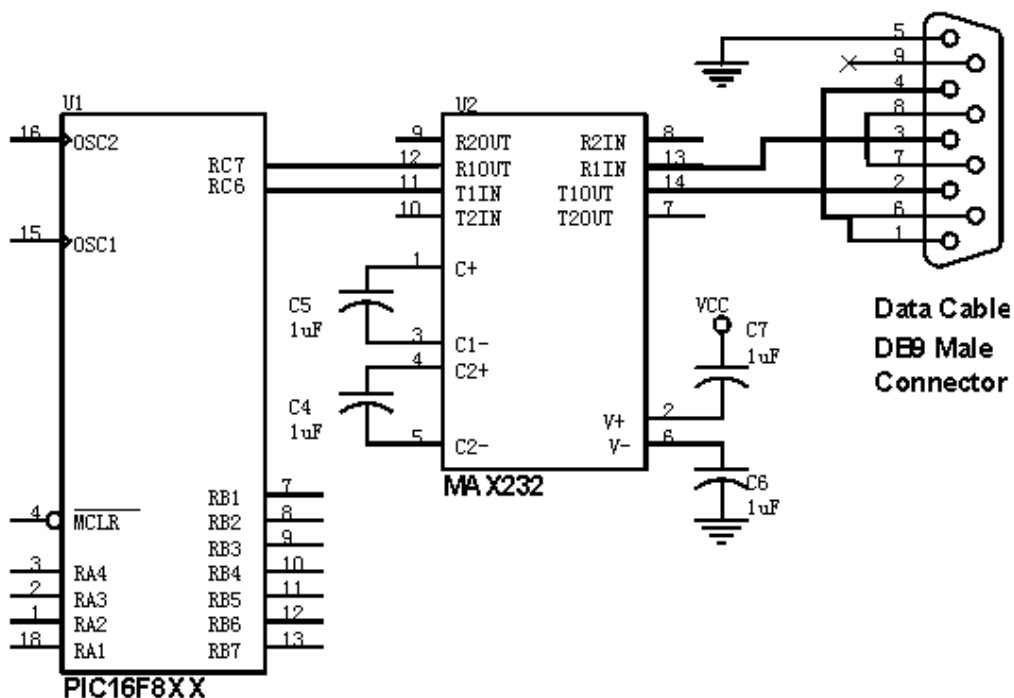 U1
16
OSC2
15
OSC1
4
MCLR
3
RA4
2
RA3
1
RA2
18
RA1
RC7
RC6
RB1
7
RB2
8
RB3
9
RB4
10
RB5
11
RB6
12
RB7
13
PIC16F8XX
U2
9
R2OUT
12
R1OUT
11
T1IN
10
T2IN
1
C+
3
C1-
4
C2+
5
C2-
R2IN
8
R1IN
13
T1OUT
14
T2OUT
7
V+
2
V-
6
MAX232
C5
1uF
C4
1uF
VCC
C7
1uF
C6
1uF
5
9
4
8
3
7
2
6
1
Data Cable
DB9 Male
Connector